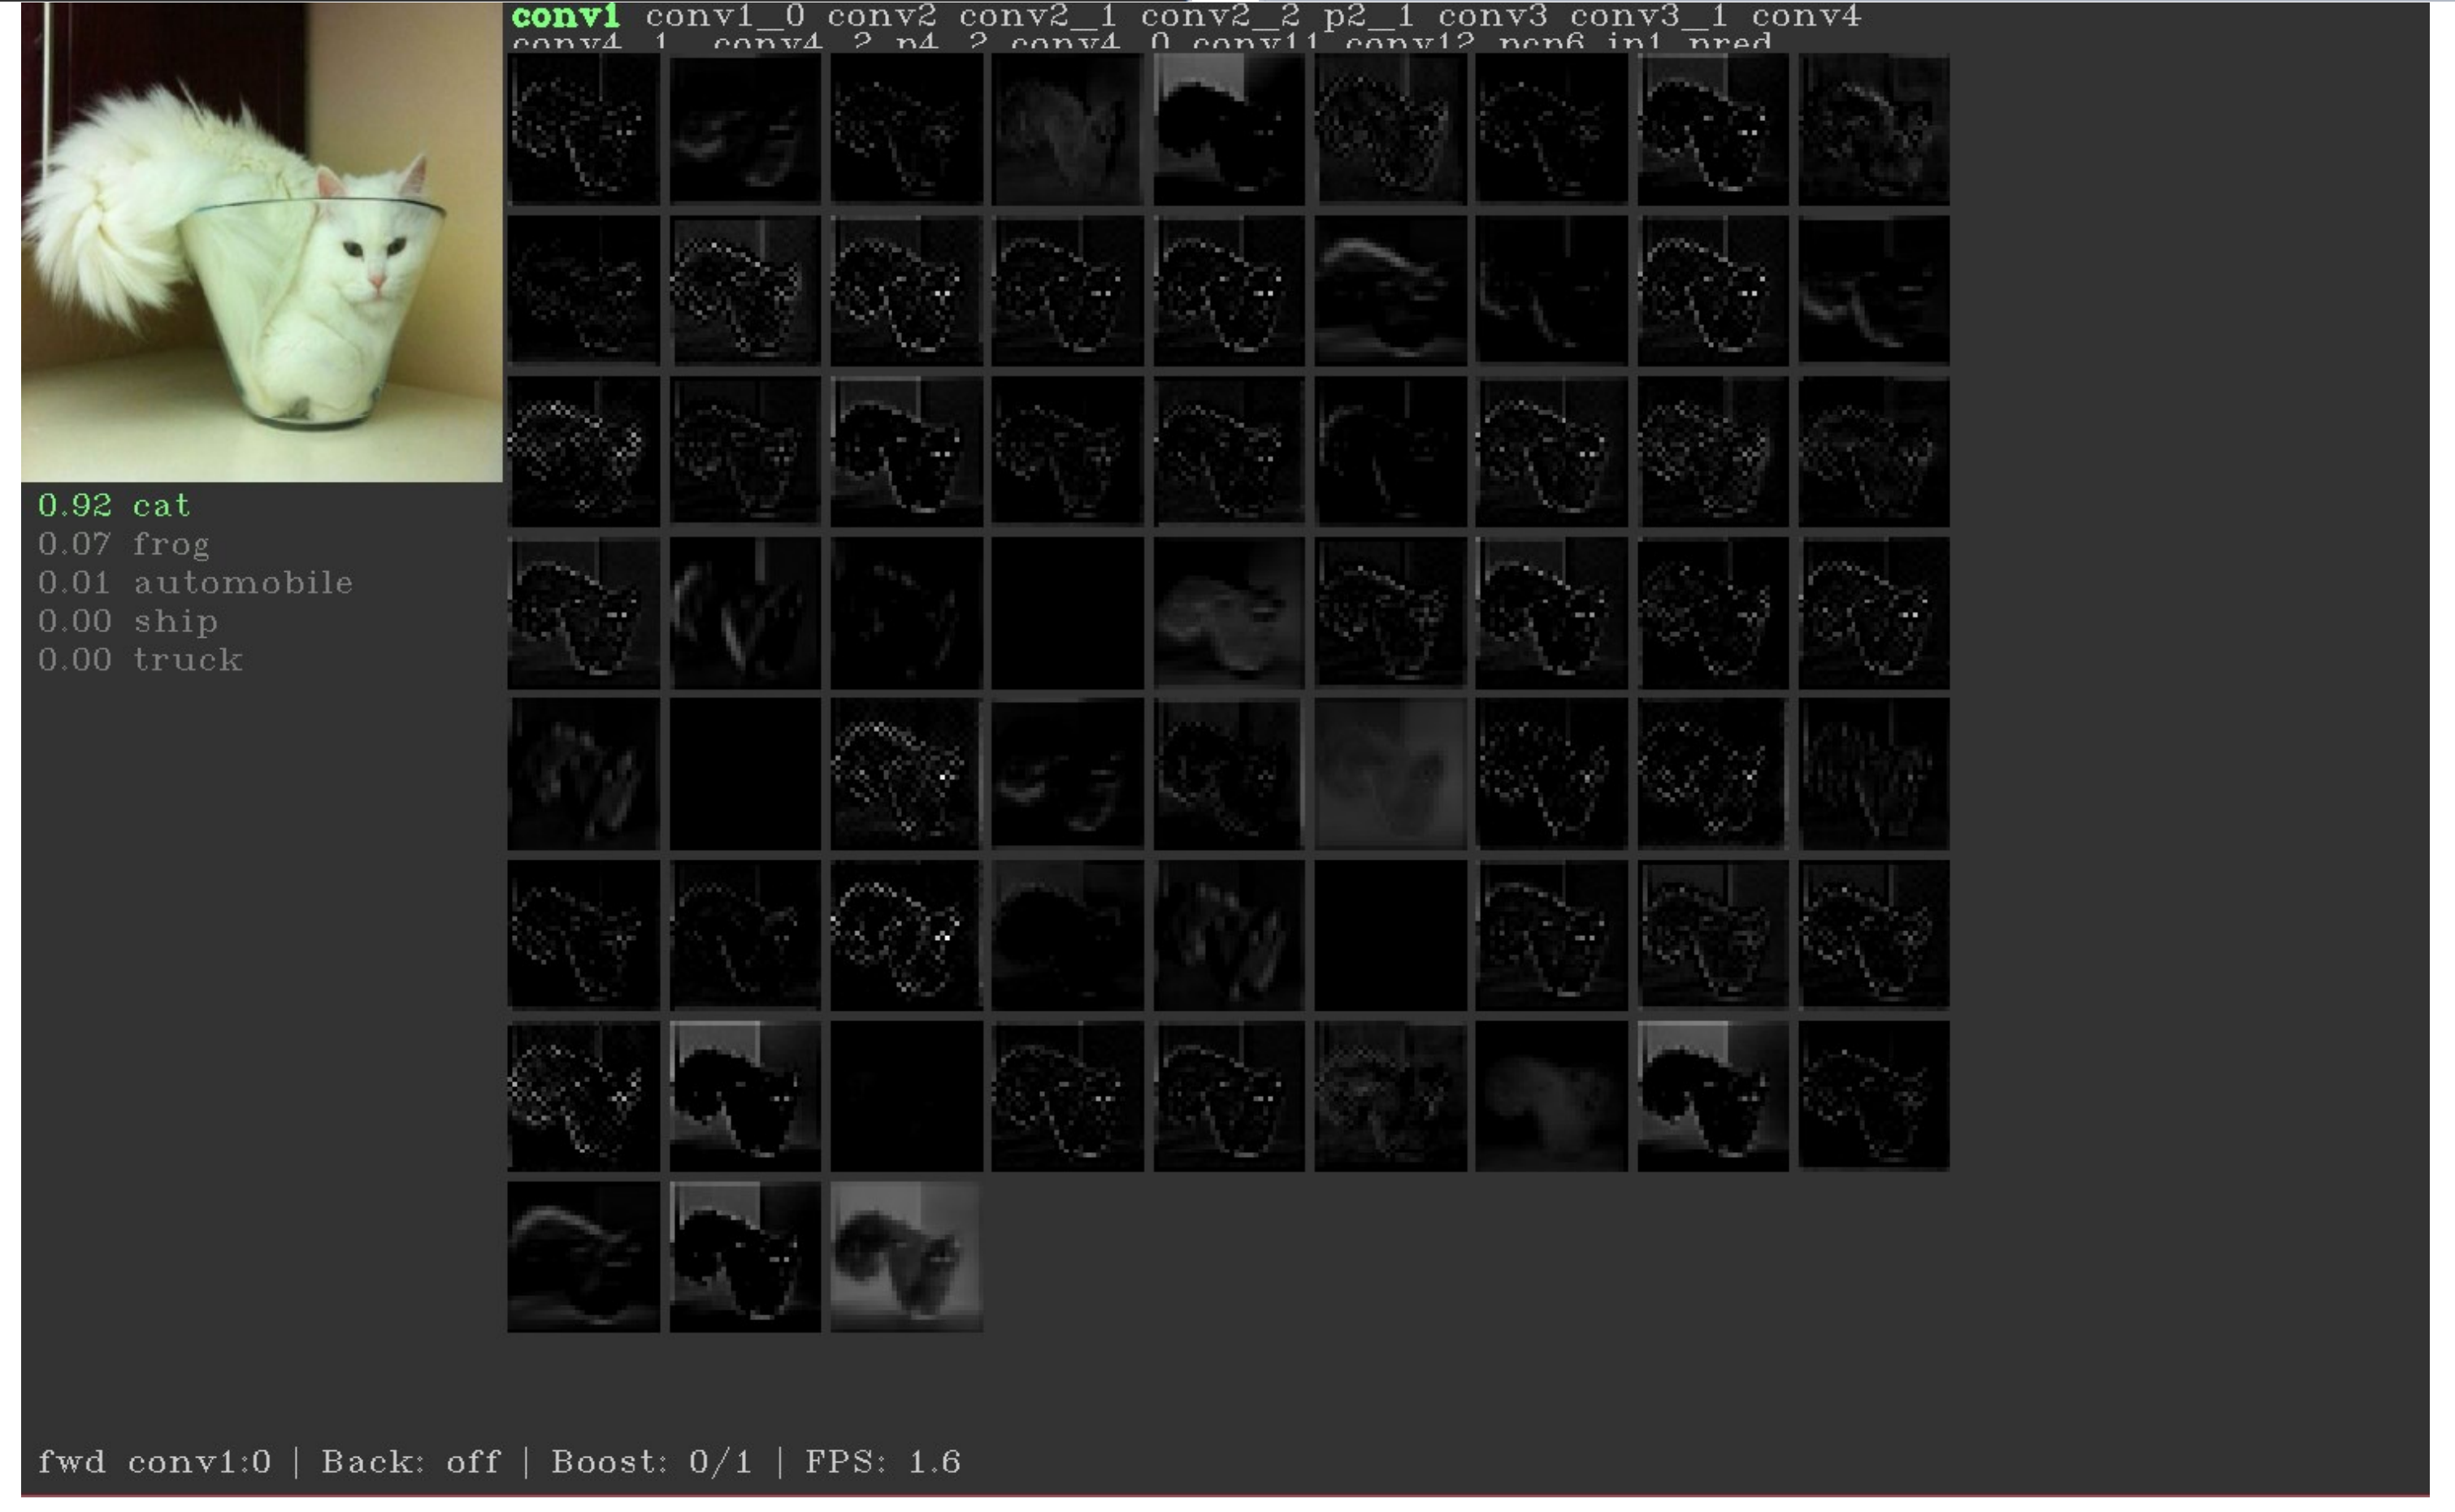 conv1 conv1_0 conv2 conv2_1 conv2_2 p2_1 conv3 conv3_1 conv4
conv4_1 conv4_2 p4_2 conv4_0 conv11 conv12 ip1 pred
0.92 cat
0.07 frog
0.01 automobile
0.00 ship
0.00 truck
fwd conv1:0 | Back: off | Boost: 0/1 | FPS: 1.6